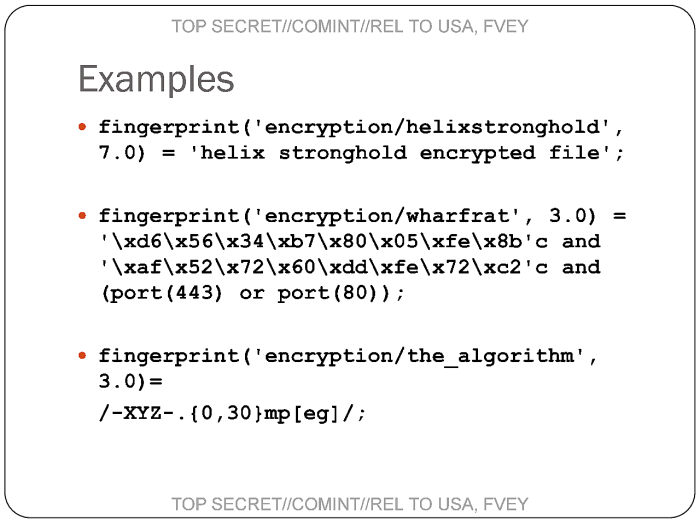 TOP SECRET//COMINT//REL TO USA, FVEY
Examples
• fingerprint('encryption/helixstronghold',
7.0) = 'helix stronghold encrypted file';
• fingerprint('encryption/wharfrat', 3.0) =
'\xd6\x56\x34\xb7\x80\x05\xfe\x8b'c and
'\xaf\x52\x72\x60\xdd\xfe\x72\xc2'c and
(port(443) or port(80));
• fingerprint('encryption/the_algorithm',
3.0)=
/-XYZ-.{0,30}mp[eg]/;
TOP SECRET//COMINT//REL TO USA, FVEY